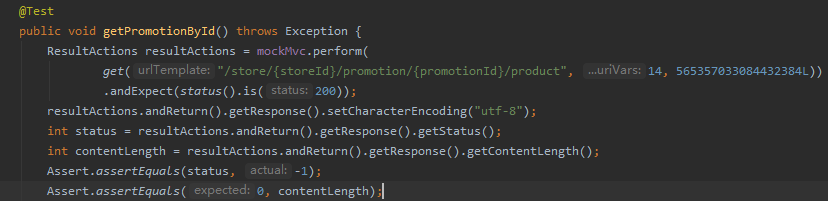 @Test
public void getPromotionById() throws Exception {
ResultActions resultActions = mockMvc.perform(
get( urlTemplate: "/store/{storeId}/promotion/{promotionId}/product", ...uriVars: 14, 565357033084432384L))
.andExpect(status().is( status: 200));
resultActions.andReturn().getResponse().setCharacterEncoding("utf-8");
int status = resultActions.andReturn().getResponse().getStatus();
int contentLength = resultActions.andReturn().getResponse().getContentLength();
Assert.assertEquals(status, actual: -1);
Assert.assertEquals( expected: 0, contentLength);